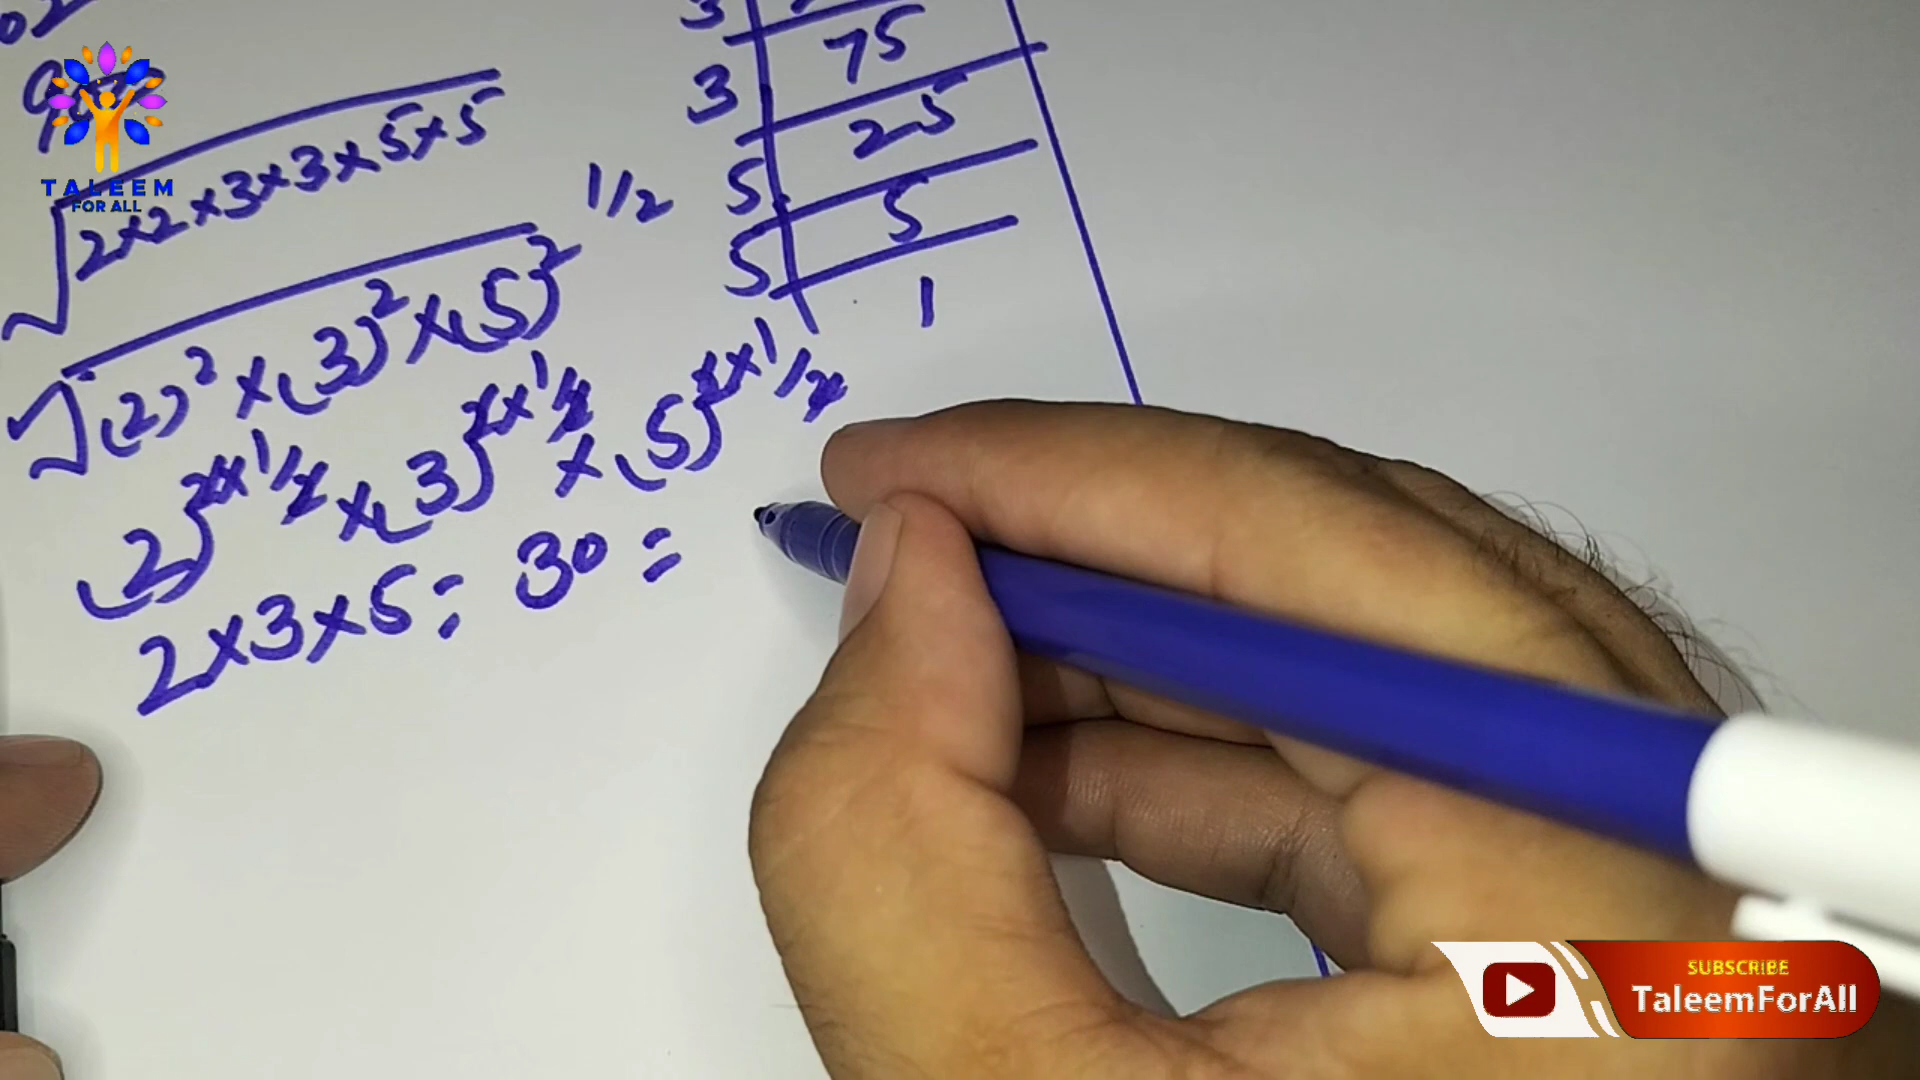 TALEEM
FOR ALL
√2×2×3×3×5×5
√(2)²×(3)²×(5)² 1/2
(2)^2×1/2 ×(3)^2×1/2 ×(5)^2×1/2
2×3×5= 30 =
3
3 75
5 25
5 5
1
SUBSCRIBE
TaleemForAll